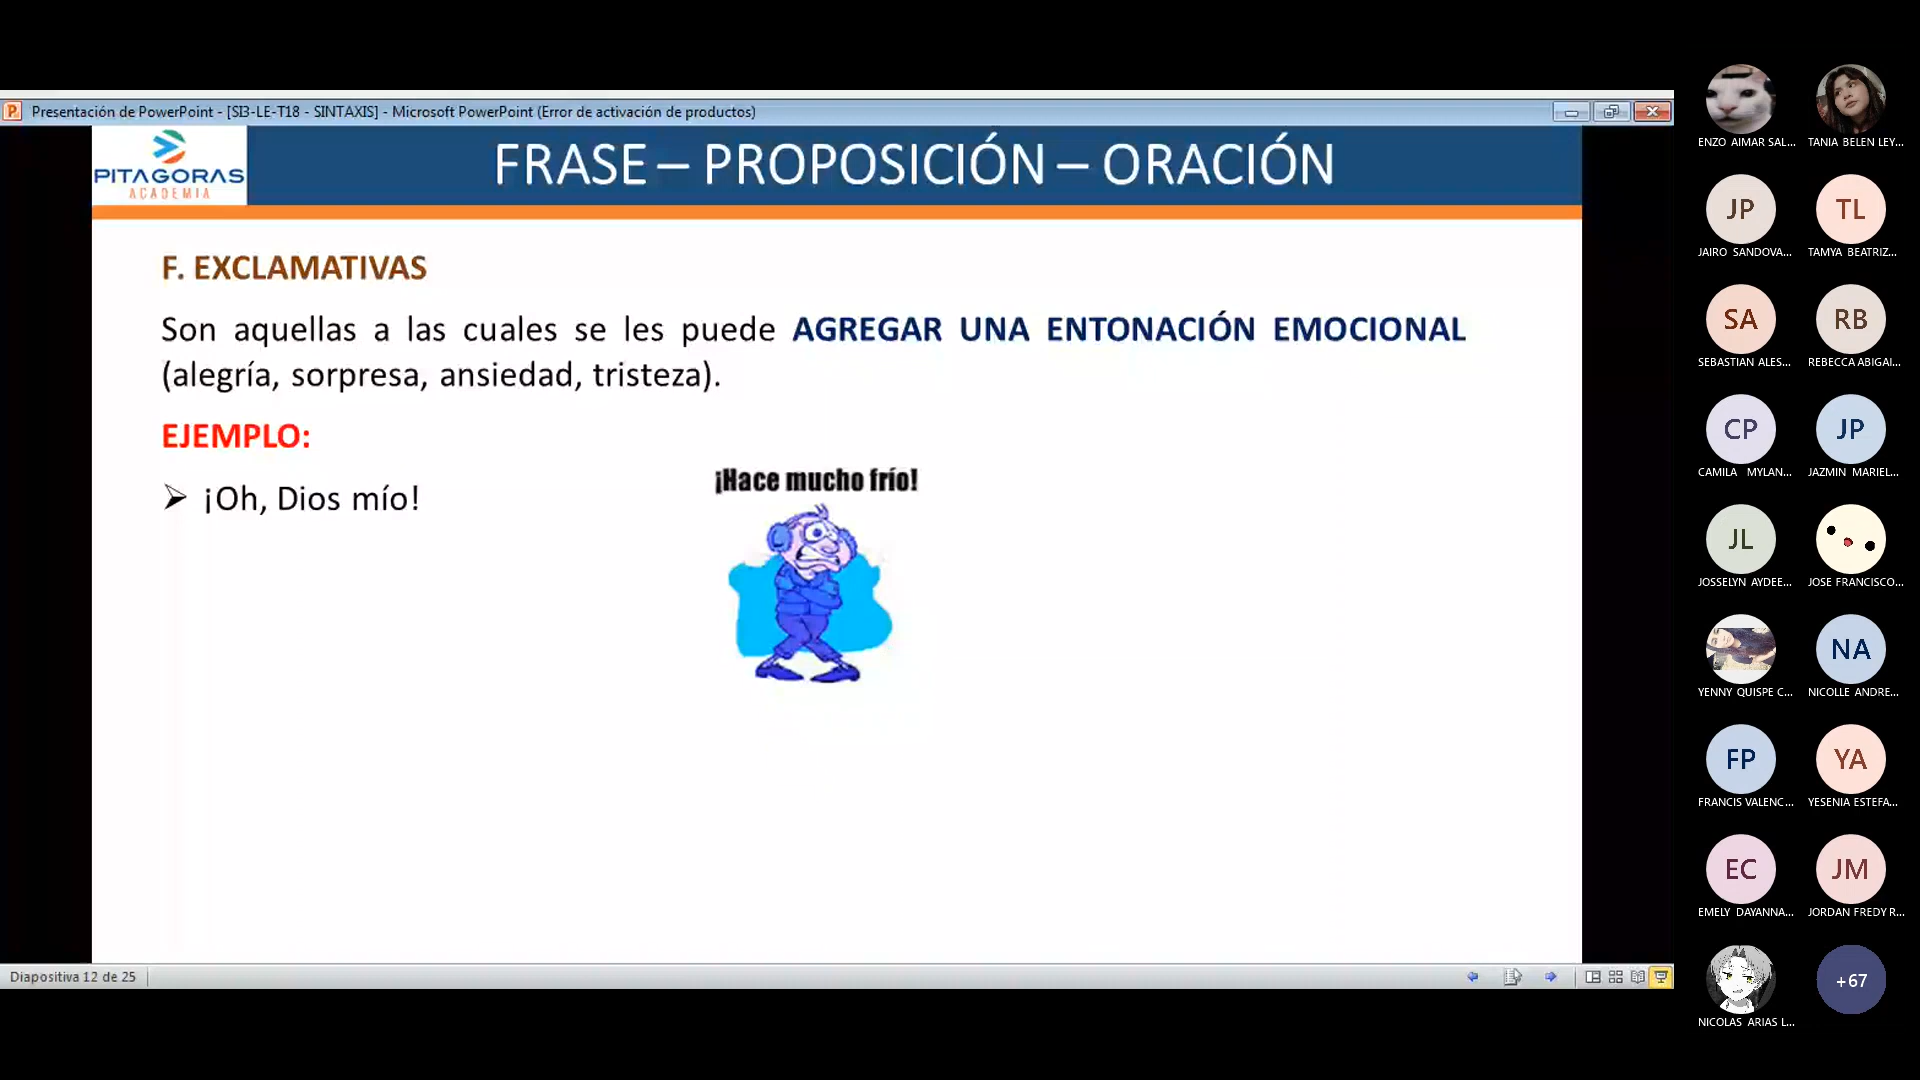 Presentación de PowerPoint - [SI3-LE-T18 - SINTAXIS] - Microsoft PowerPoint (Error de activación de productos)
PITAGORAS
ACADEMIA
FRASE – PROPOSICIÓN – ORACIÓN
F. EXCLAMATIVAS
Son aquellas a las cuales se les puede AGREGAR UNA ENTONACIÓN EMOCIONAL
(alegría, sorpresa, ansiedad, tristeza).
EJEMPLO:
➢ ¡Oh, Dios mío!
¡Hace mucho frío!
Diapositiva 12 de 25
ENZO AIMAR SAL...
TANIA BELEN LEY...
JP
TL
JAIRO SANDOVA...
TAMYA BEATRIZ...
SA
RB
SEBASTIAN ALES...
REBECCA ABIGAI...
CP
JP
CAMILA MYLAN...
JAZMIN MARIEL...
JL
JOSSELYN AYDEE...
JOSE FRANCISCO...
NA
YENNY QUISPE C...
NICOLLE ANDRE...
FP
YA
FRANCIS VALENC...
YESENIA ESTEFA...
EC
JM
EMELY DAYANNA...
JORDAN FREDY R...
+67
NICOLAS ARIAS L...